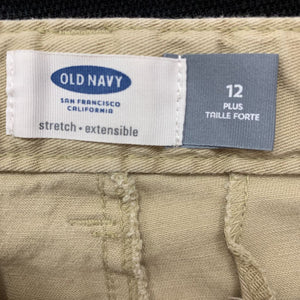 OLD NAVY
SAN FRANCISCO
CALIFORNIA
stretch • extensible
12
PLUS
TAILLE FORTE